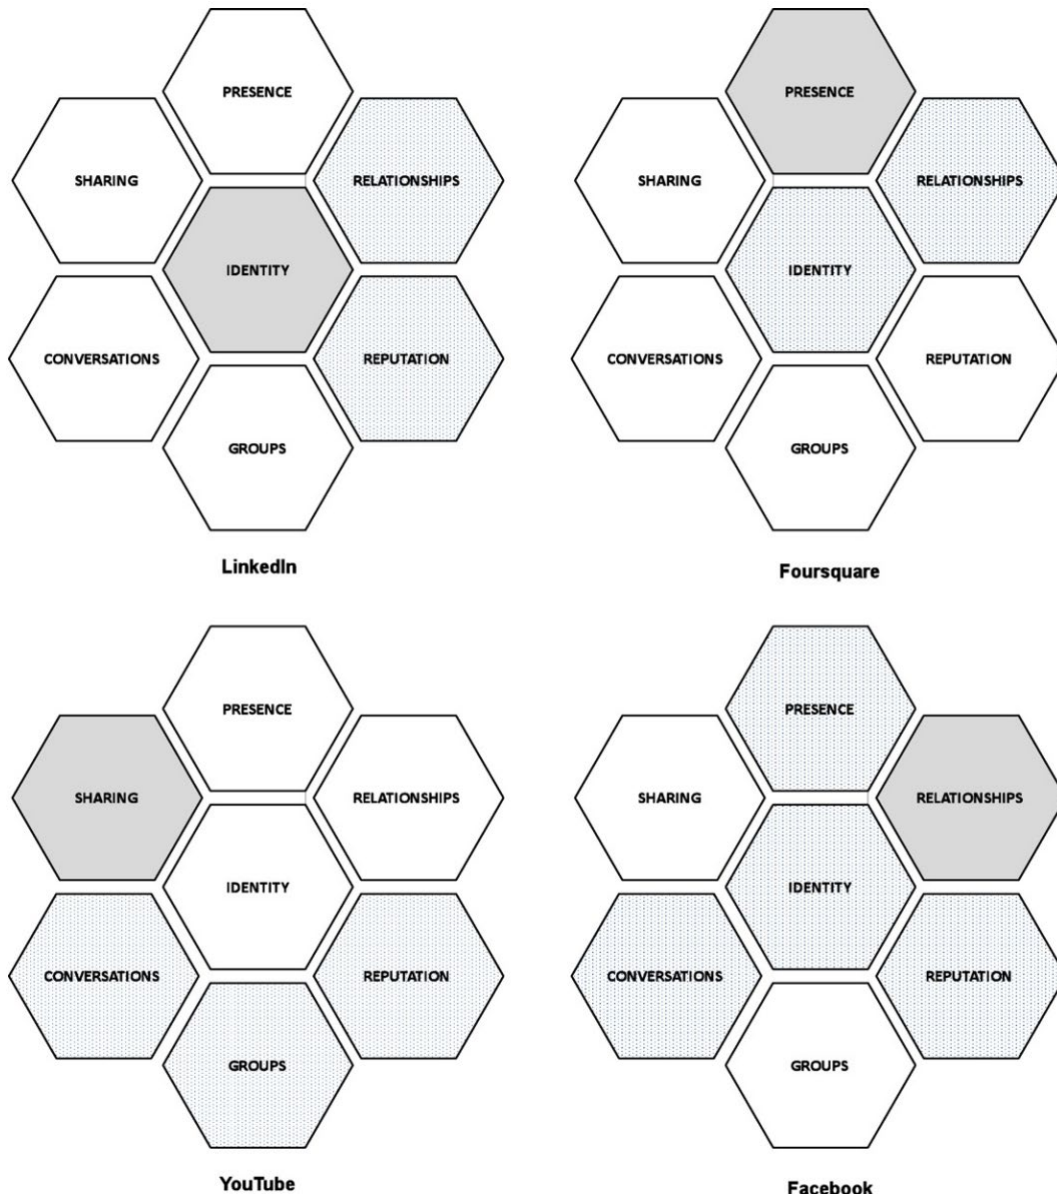 PRESENCE
SHARING
RELATIONSHIPS
IDENTITY
CONVERSATIONS
REPUTATION
GROUPS
LinkedIn
PRESENCE
SHARING
RELATIONSHIPS
IDENTITY
CONVERSATIONS
REPUTATION
GROUPS
Foursquare
PRESENCE
SHARING
RELATIONSHIPS
IDENTITY
CONVERSATIONS
REPUTATION
GROUPS
YouTube
PRESENCE
SHARING
RELATIONSHIPS
IDENTITY
CONVERSATIONS
REPUTATION
GROUPS
Facebook